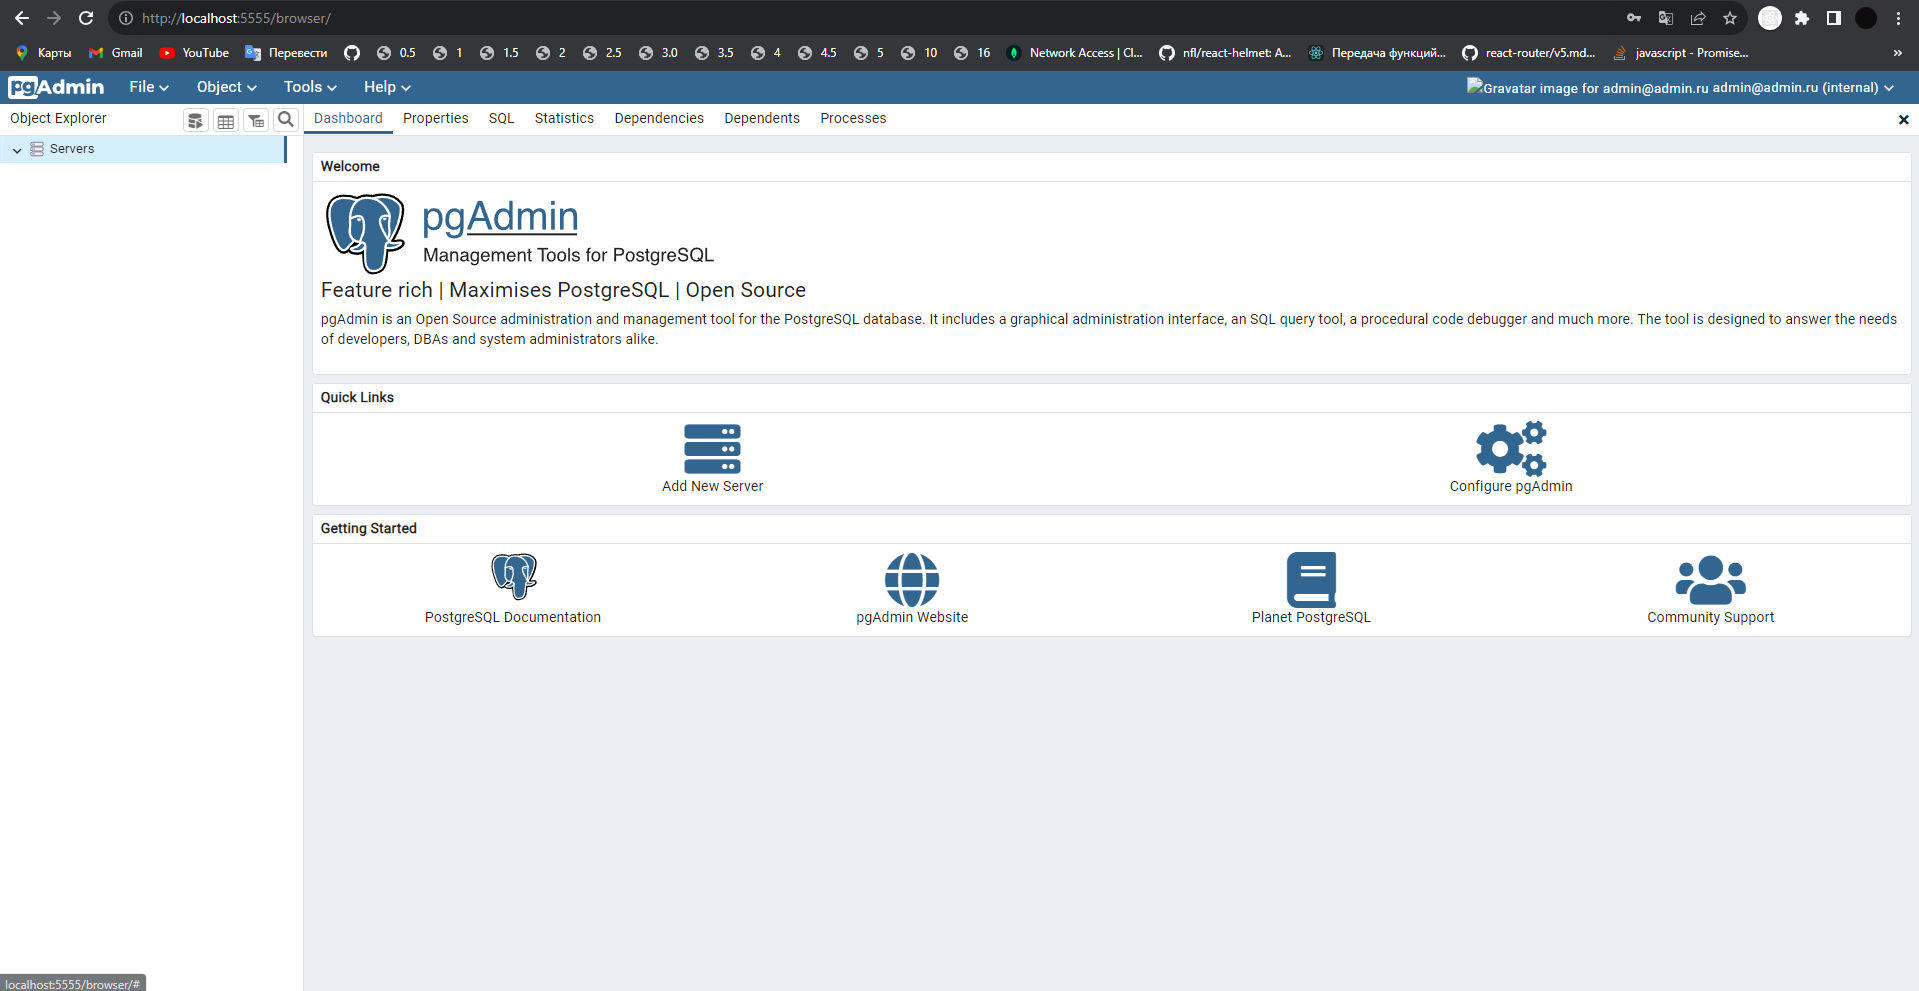 http://localhost:5555/browser/
Карты Gmail YouTube Перевести 0.5 1 1.5 2 2.5 3.0 3.5 4 4.5 5 10 16 Network Access | Cl... nfl/react-helmet: A... Передача функций... react-router/v5.md... javascript - Promise... »
pgAdmin File Object Tools Help Gravatar image for admin@admin.ru admin@admin.ru (internal)
Object Explorer Dashboard Properties SQL Statistics Dependencies Dependents Processes
Servers
Welcome
pgAdmin
Management Tools for PostgreSQL
Feature rich | Maximises PostgreSQL | Open Source
pgAdmin is an Open Source administration and management tool for the PostgreSQL database. It includes a graphical administration interface, an SQL query tool, a procedural code debugger and much more. The tool is designed to answer the needs
of developers, DBAs and system administrators alike.
Quick Links
Add New Server Configure pgAdmin
Getting Started
PostgreSQL Documentation pgAdmin Website Planet PostgreSQL Community Support
localhost:5555/browser/#